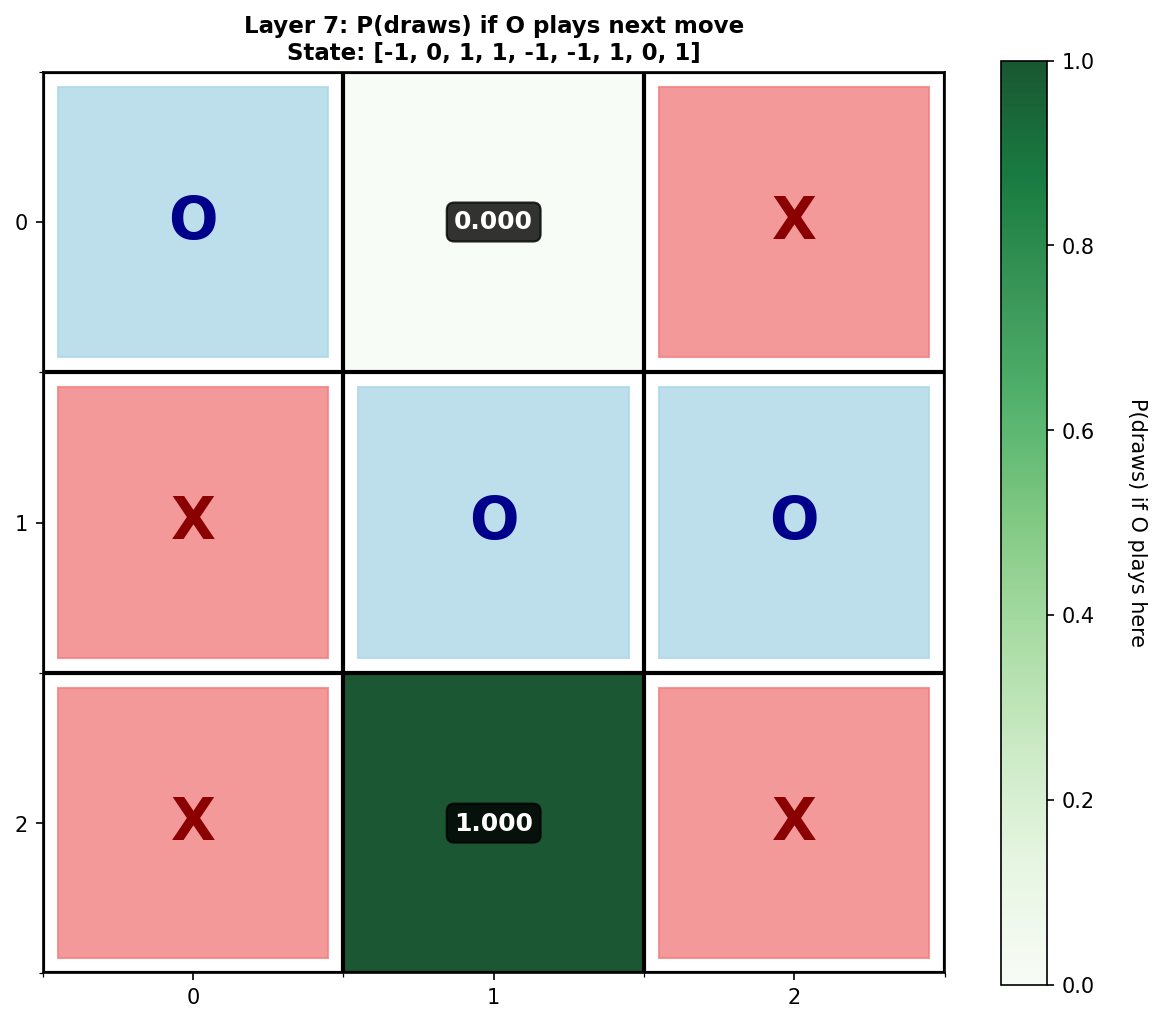 Layer 7: P(draws) if O plays next move
State: [-1, 0, 1, 1, -1, -1, 1, 0, 1]
0
O
0.000
X
1
X
O
O
2
X
1.000
X
0
1
2
1.0
0.8
0.6
0.4
0.2
0.0
P(draws) if O plays here